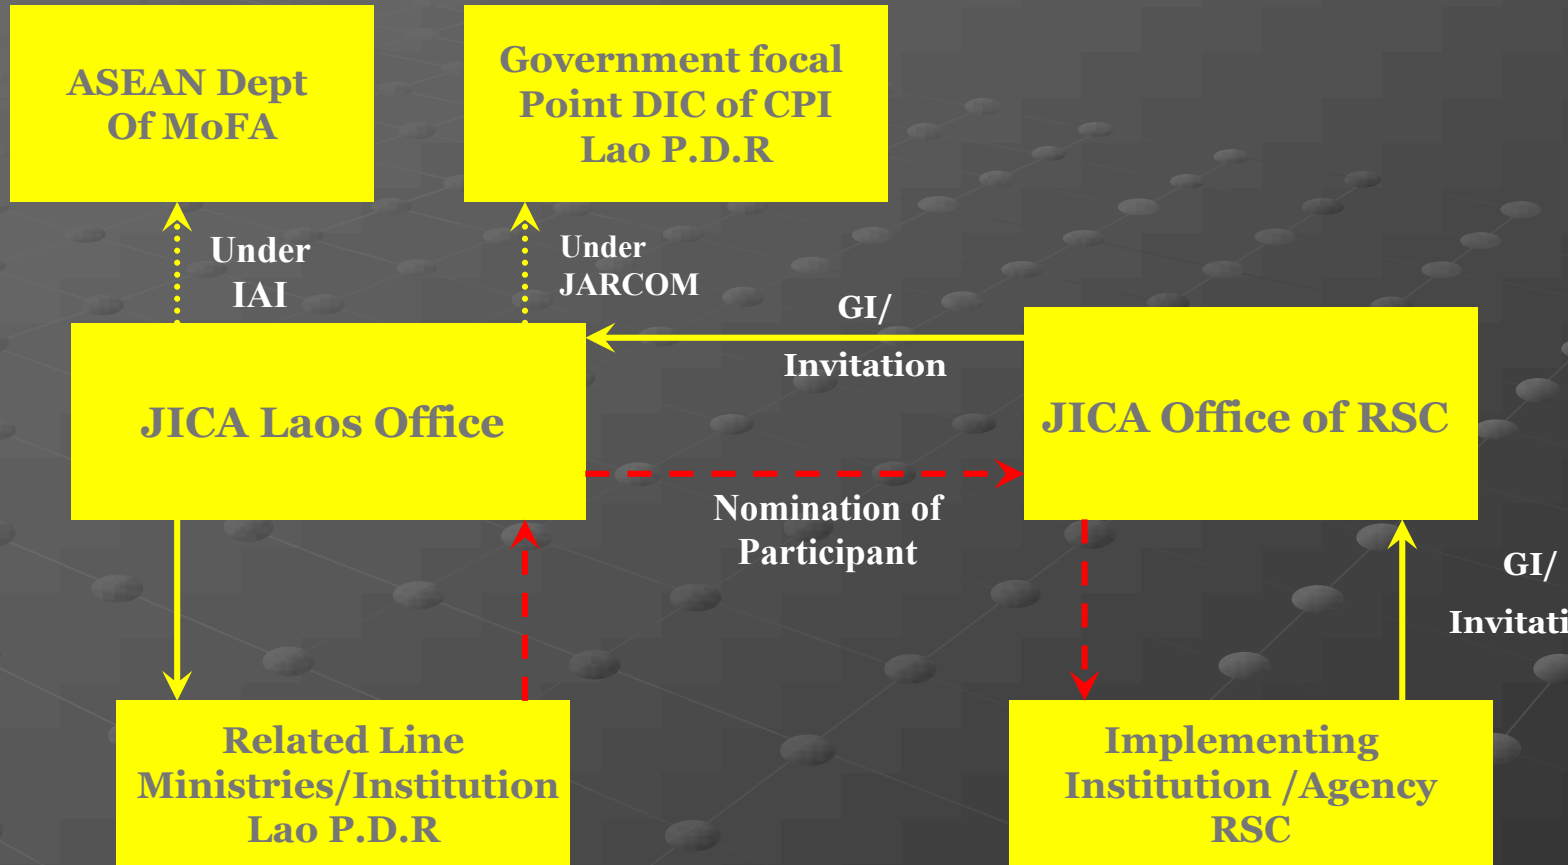 ASEAN Dept
Of MoFA
Government focal
Point DIC of CPI
Lao P.D.R
Under
IAI
Under
JARCOM
GI/
Invitation
JICA Laos Office
JICA Office of RSC
Nomination of
Participant
GI/
Invitati
Related Line
Ministries/Institution
Lao P.D.R
Implementing
Institution /Agency
RSC